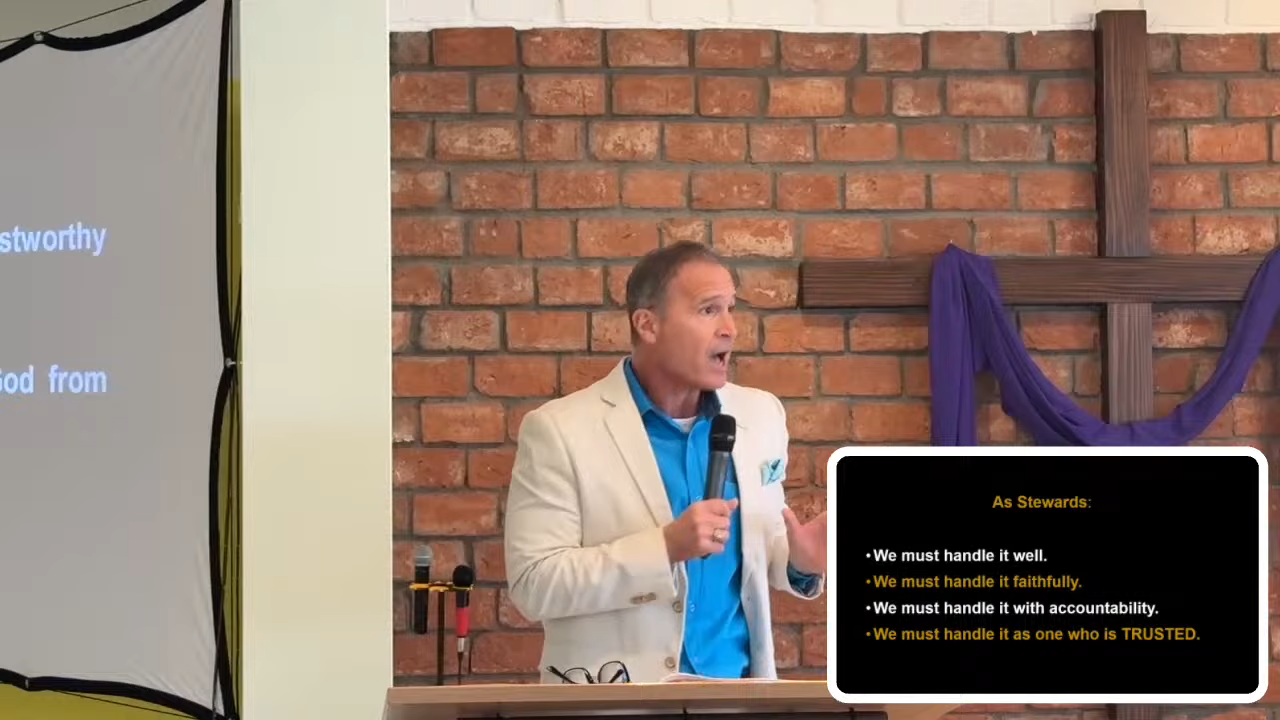 stworthy
God from
As Stewards:
•We must handle it well.
•We must handle it faithfully.
•We must handle it with accountability.
•We must handle it as one who is TRUSTED.